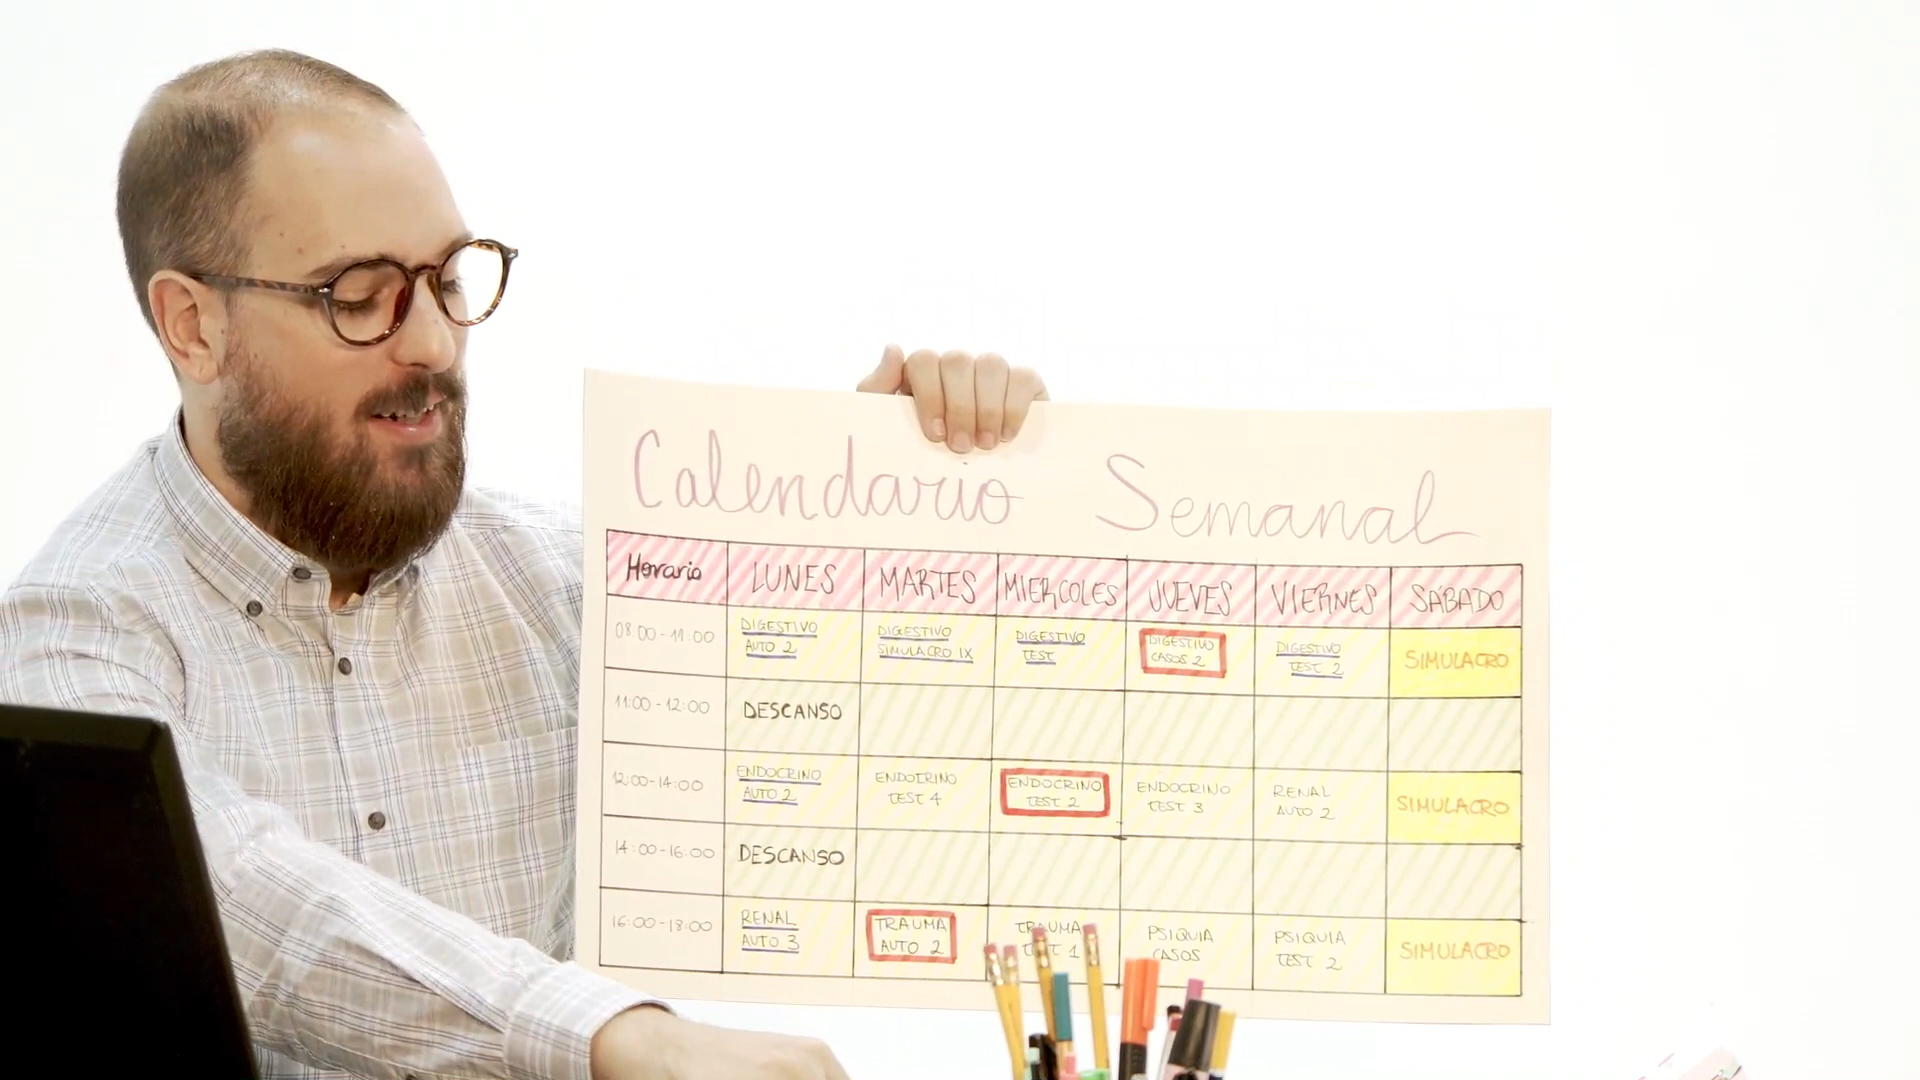 Calendario Semanal
Horario LUNES MARTES MIERCOLES JUEVES VIERNES SÁBADO
08:00-11:00 DIGESTIVO AUTO 2 DIGESTIVO SIMULACRO IX DIGESTIVO TEST DIGESTIVO CASOS 2 DIGESTIVO TEST 2 SIMULACRO
11:00-12:00 DESCANSO
12:00-14:00 ENDOCRINO AUTO 2 ENDOCRINO TEST 4 ENDOCRINO TEST 2 ENDOCRINO TEST 3 RENAL AUTO 2 SIMULACRO
14:00-16:00 DESCANSO
16:00-18:00 RENAL AUTO 3 TRAUMA AUTO 2 TRAUMA 1 PSIQUIA CASOS PSIQUIA TEST 2 SIMULACRO